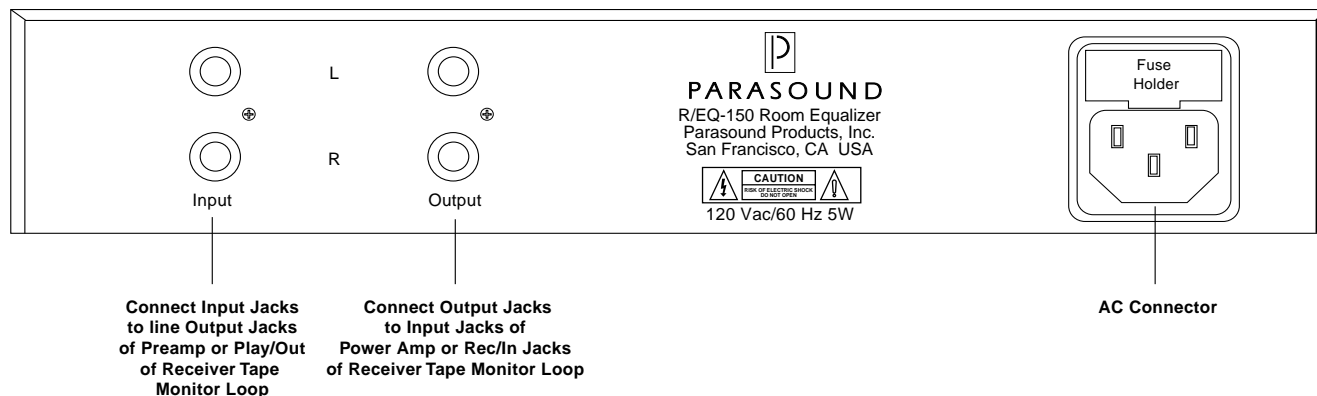 L
R
Input
Output
PARASOUND
R/EQ-150 Room Equalizer
Parasound Products, Inc.
San Francisco, CA USA
CAUTION
RISK OF ELECTRIC SHOCK
DO NOT OPEN
120 Vac/60 Hz 5W
Fuse
Holder
Connect Input Jacks
to line Output Jacks
of Preamp or Play/Out
of Receiver Tape
Monitor Loop
Connect Output Jacks
to Input Jacks of
Power Amp or Rec/In Jacks
of Receiver Tape Monitor Loop
AC Connector